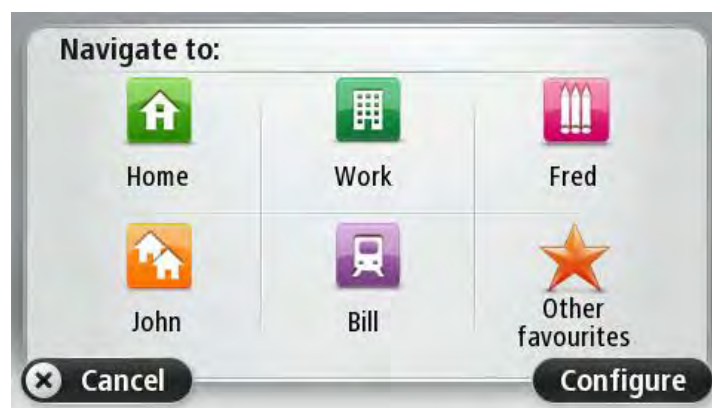 Navigate to:
Home
Work
Fred
John
Bill
Other
favourites
Cancel
Configure